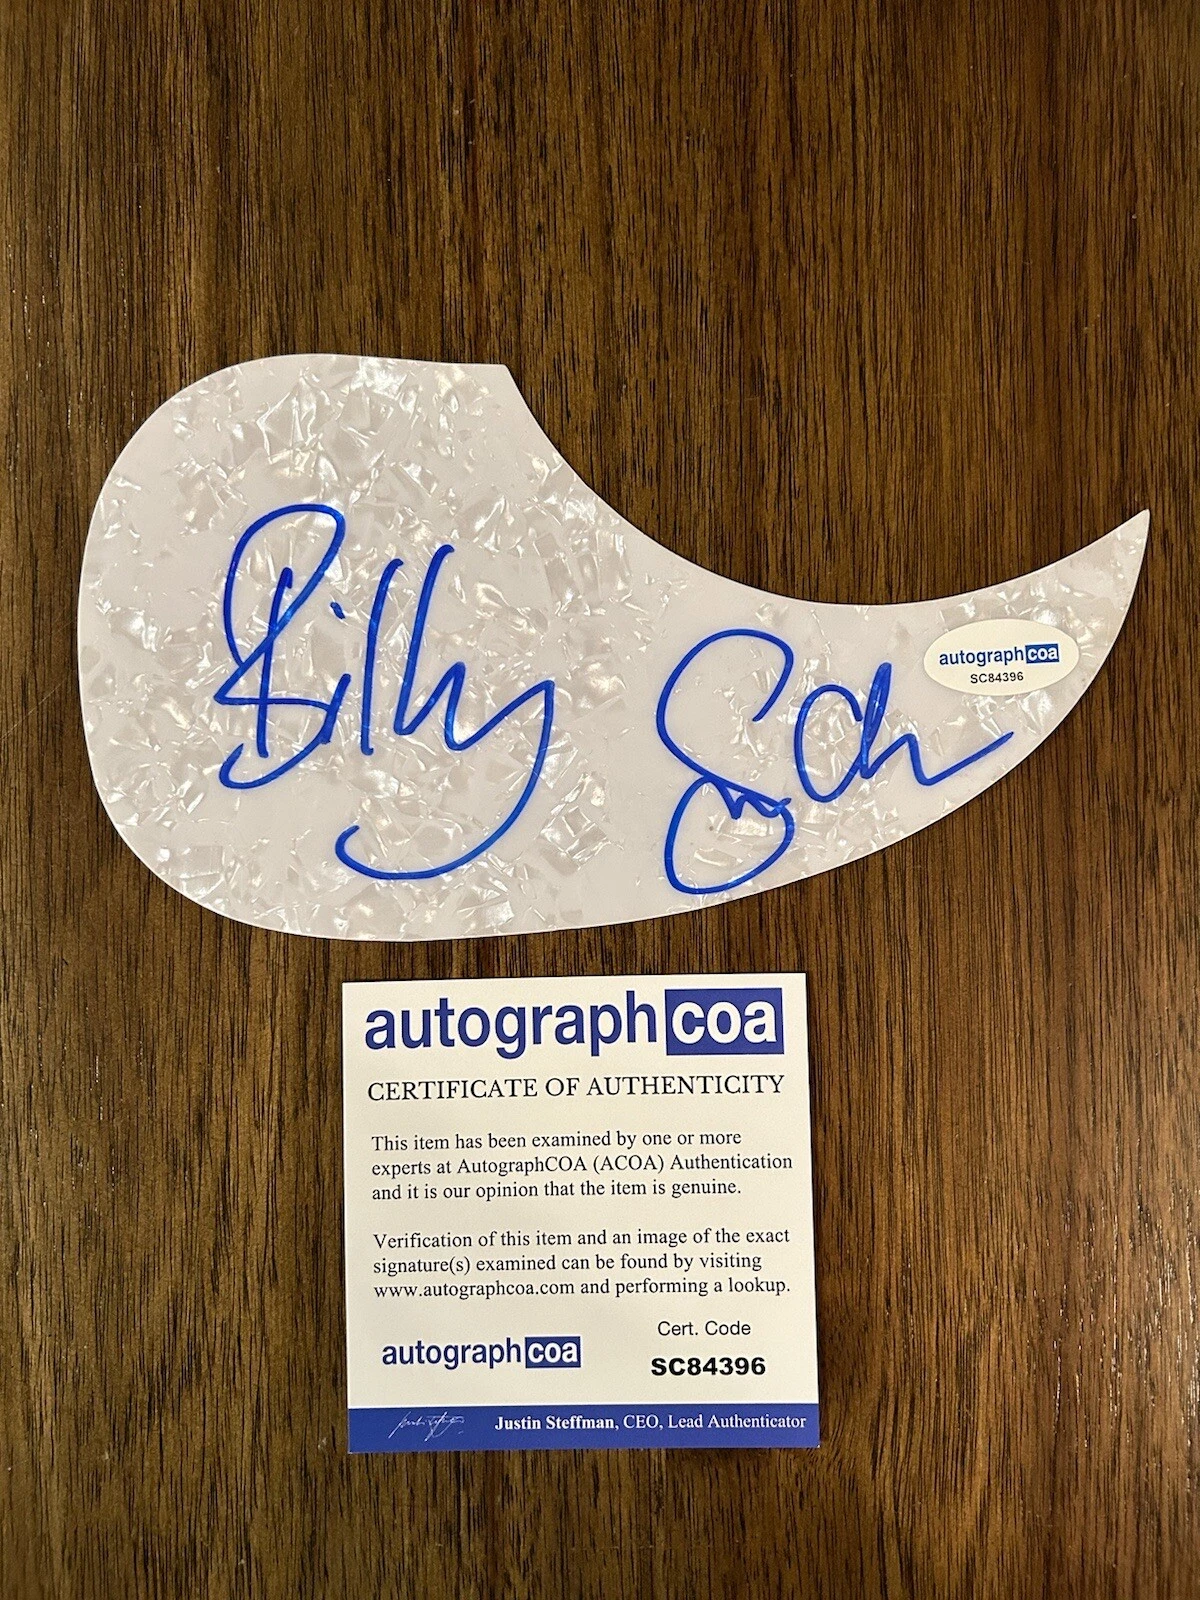 Billy
autographcoa
SC84396
autographcoa
CERTIFICATE OF AUTHENTICITY
This item has been examined by one or more
experts at AutographCOA (ACOA) Authentication
and it is our opinion that the item is genuine.
Verification of this item and an image of the exact
signature(s) examined can be found by visiting
www.autographcoa.com and performing a lookup.
Cert. Code
autographcoa
SC84396
Justin Steffman, CEO, Lead Authenticator